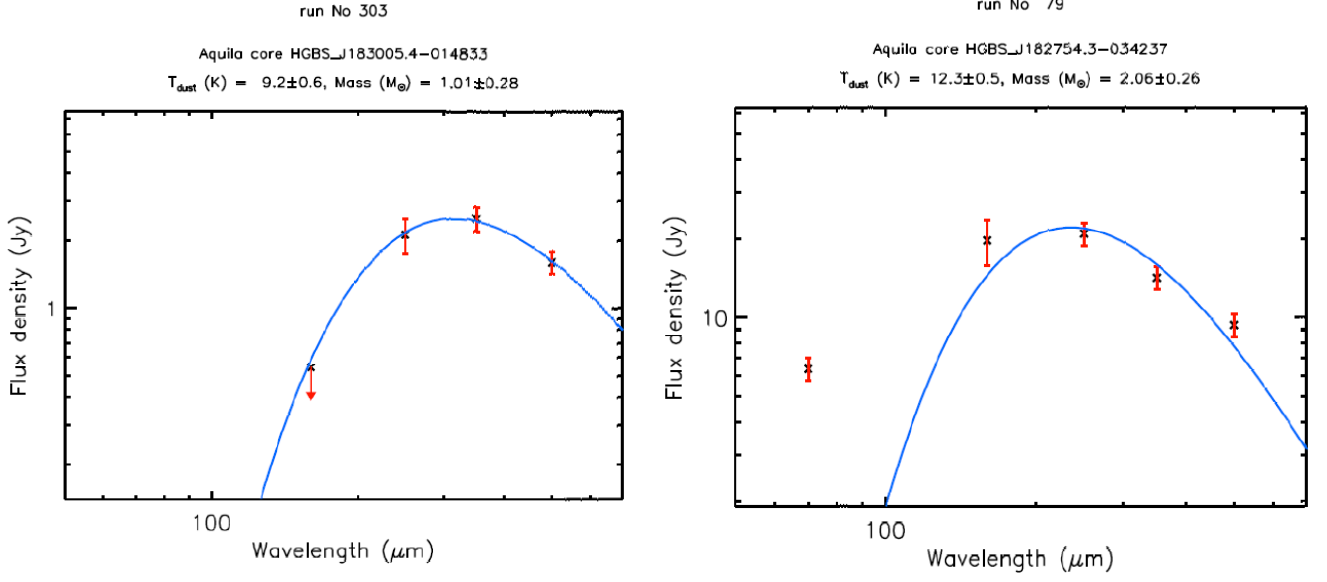 run No 303
Aquila core HGBS_J183005.4-014833
T_dust (K) = 9.2±0.6, Mass (M_⊙) = 1.01±0.28
Flux density (Jy)
1
100
Wavelength (μm)
run No 79
Aquila core HGBS_J182754.3-034237
T_dust (K) = 12.3±0.5, Mass (M_⊙) = 2.06±0.26
Flux density (Jy)
10
100
Wavelength (μm)